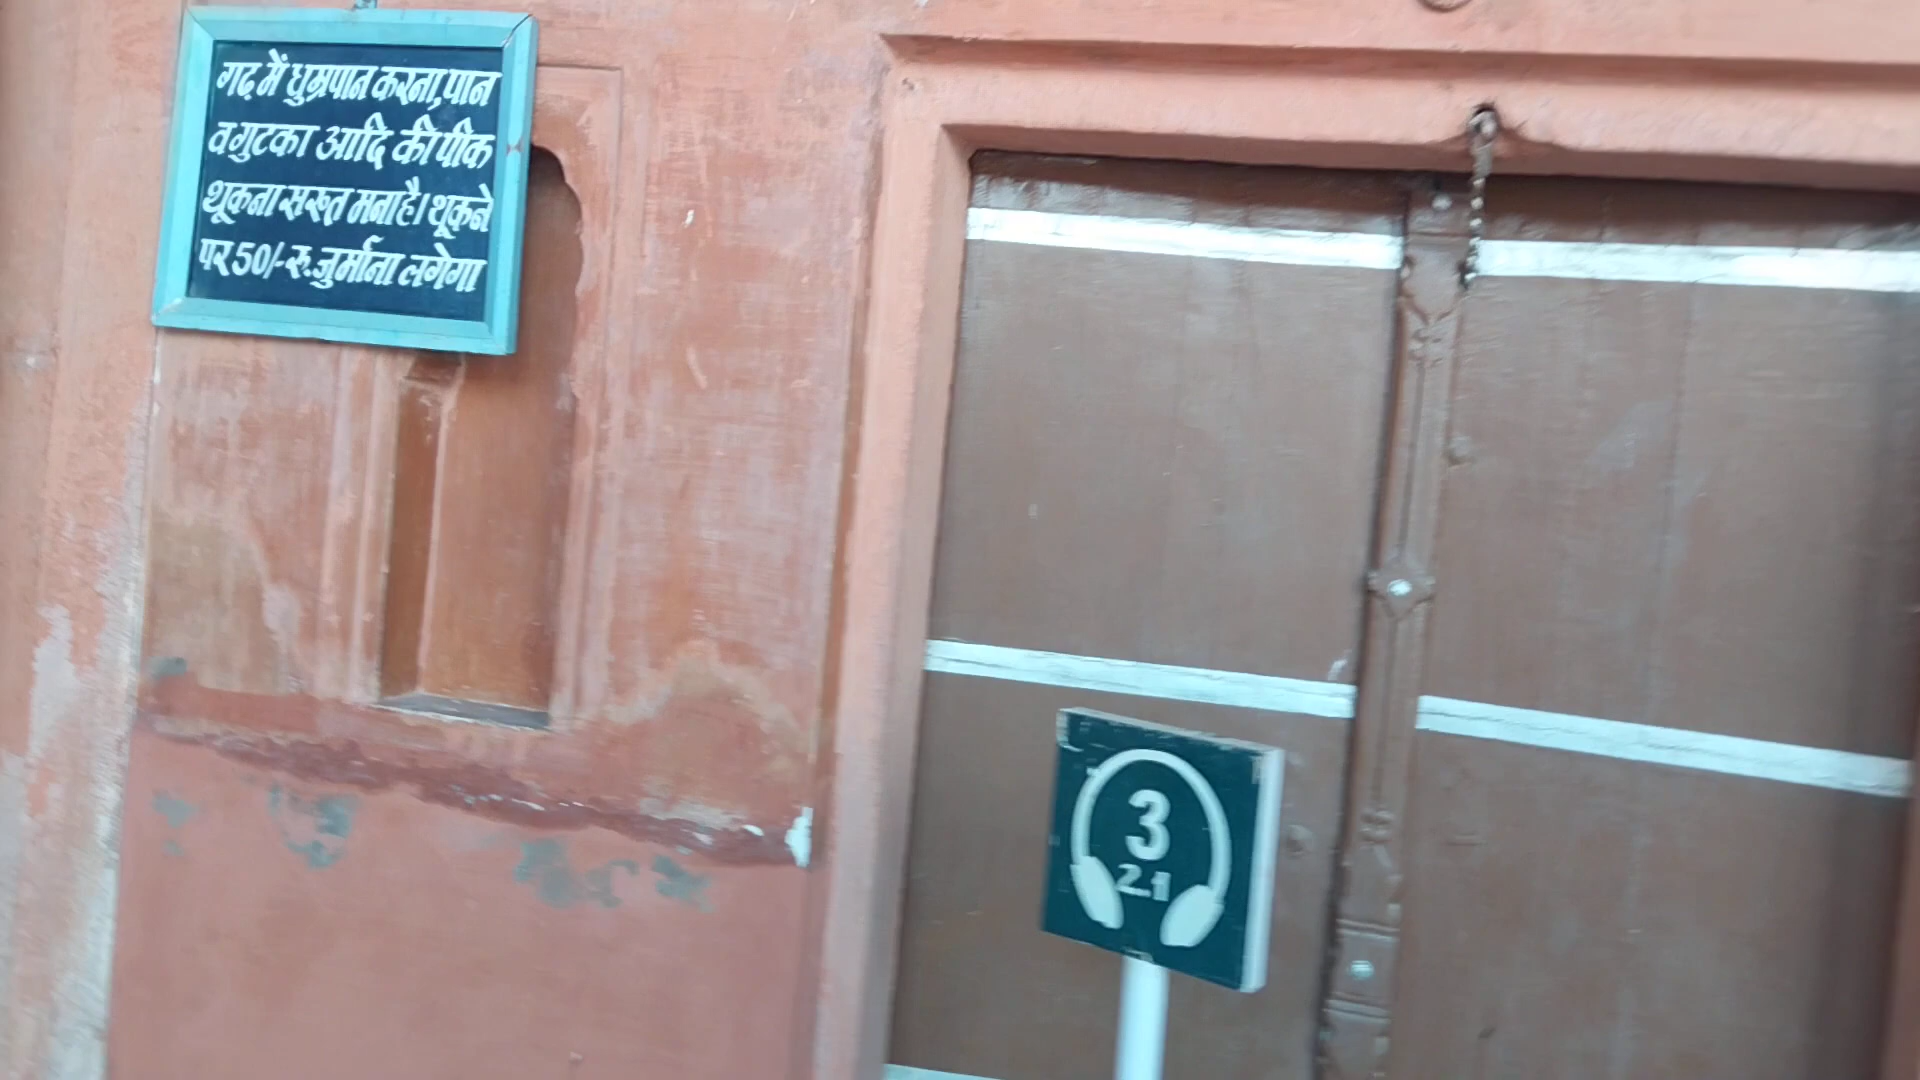 गढ़ में धुम्रपान करना,पान
व गुटका आदि की पीक
थूकना सख्त मना है। थूकने
पर 50/- रु. जुर्माना लगेगा
3
2.1